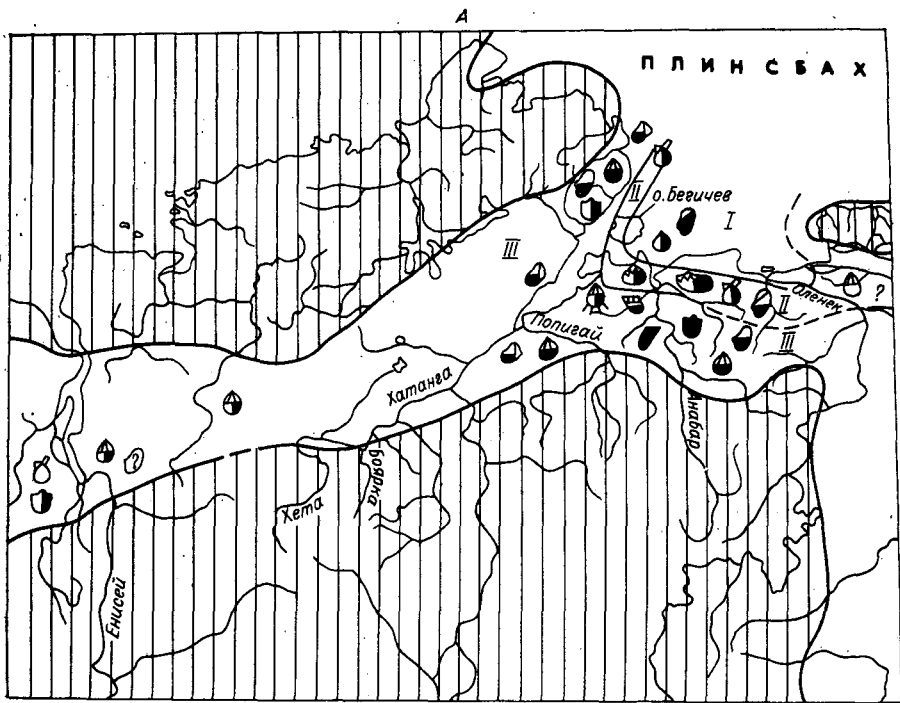 А
ПЛИНСБАХ
II
о. Бегичев
I
III
Оленек
?
II
Попигай
III
Хатанга
Анабар
Боярка
?
Хета
Енисей